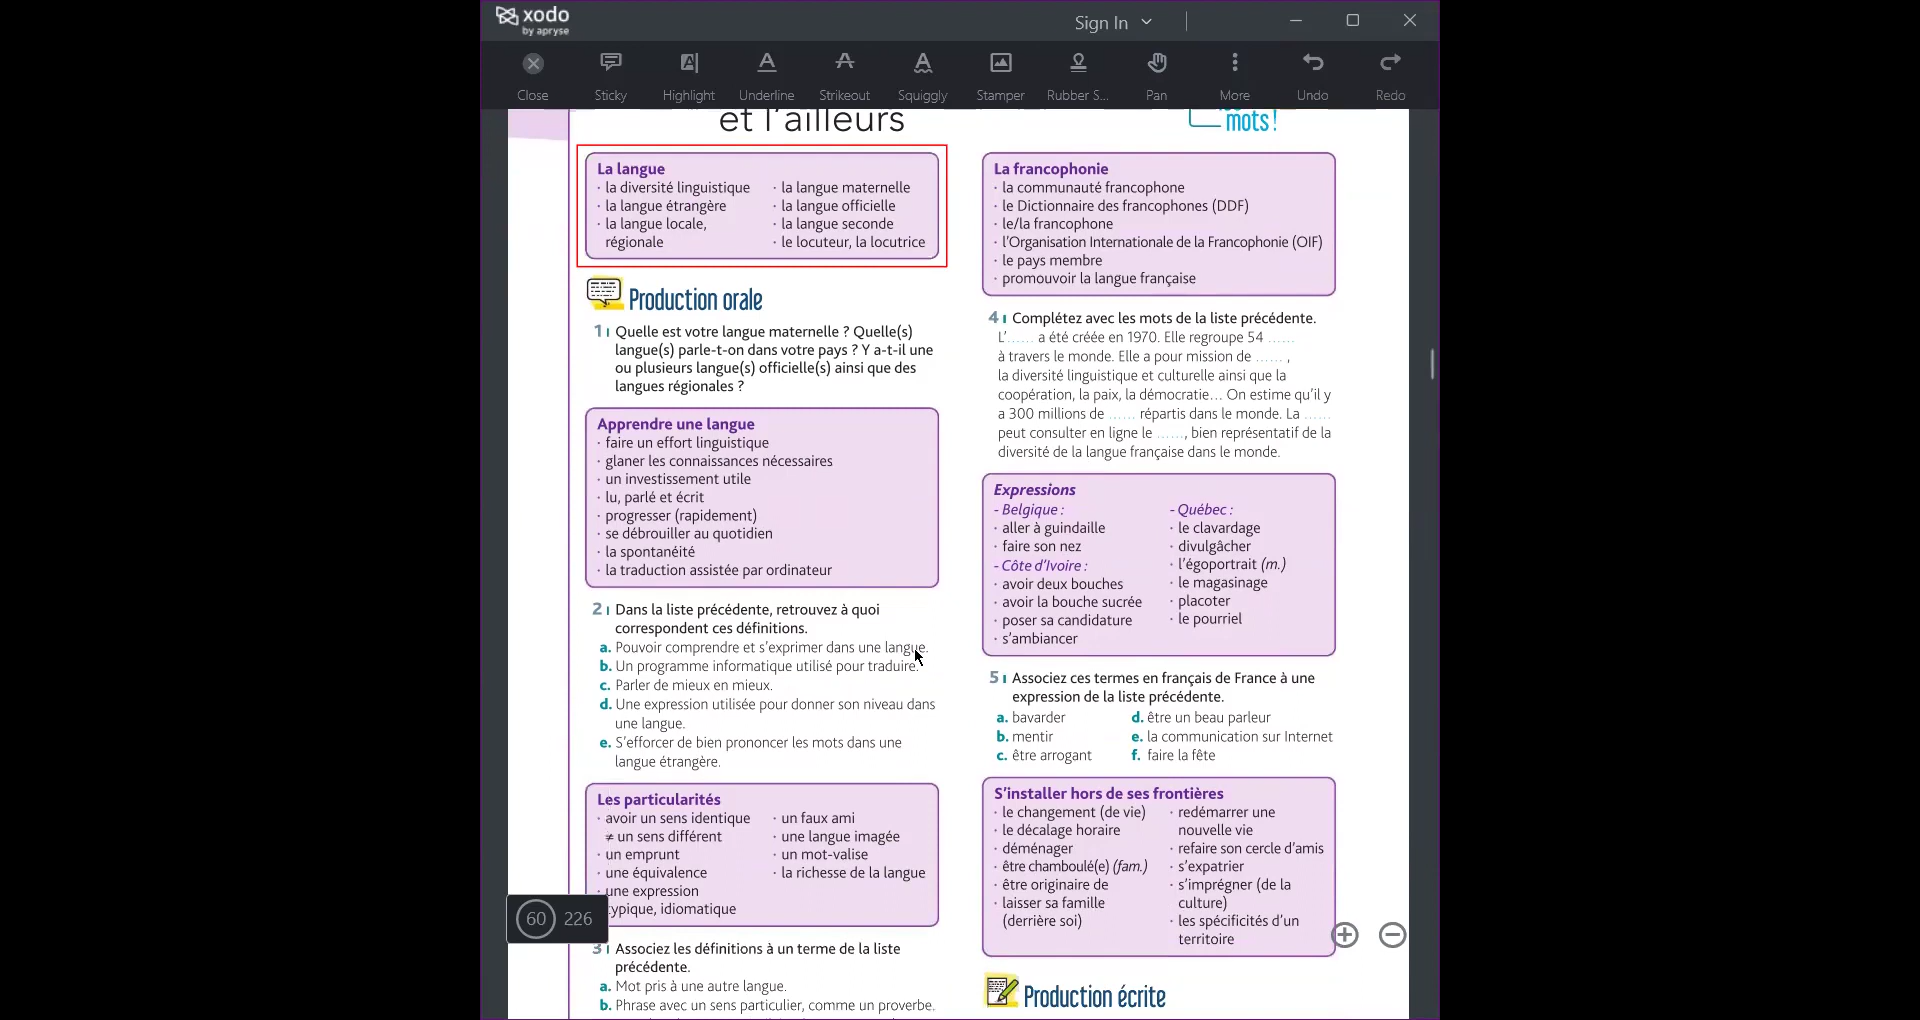 xodo
by apryse
Sign In
Close
Sticky
Highlight
Underline
Strikeout
Squiggly
Stamper
Rubber S...
Pan
More
Undo
Redo
et l'ailleurs
mots !
La langue
· la diversité linguistique
· la langue étrangère
· la langue locale,
régionale
· la langue maternelle
· la langue officielle
· la langue seconde
· le locuteur, la locutrice
Production orale
1 Quelle est votre langue maternelle ? Quelle(s)
langue(s) parle-t-on dans votre pays ? Y a-t-il une
ou plusieurs langue(s) officielle(s) ainsi que des
langues régionales ?
Apprendre une langue
· faire un effort linguistique
· glaner les connaissances nécessaires
· un investissement utile
· lu, parlé et écrit
· progresser (rapidement)
· se débrouiller au quotidien
· la spontanéité
· la traduction assistée par ordinateur
2 Dans la liste précédente, retrouvez à quoi
correspondent ces définitions.
a. Pouvoir comprendre et s'exprimer dans une langue.
b. Un programme informatique utilisé pour traduire.
c. Parler de mieux en mieux.
d. Une expression utilisée pour donner son niveau dans
une langue.
e. S'efforcer de bien prononcer les mots dans une
langue étrangère.
Les particularités
· avoir un sens identique
≠ un sens différent
· un emprunt
· une équivalence
· une expression
typique, idiomatique
· un faux ami
· une langue imagée
· un mot-valise
· la richesse de la langue
60 226
3 Associez les définitions à un terme de la liste
précédente.
a. Mot pris à une autre langue.
b. Phrase avec un sens particulier, comme un proverbe.
La francophonie
· la communauté francophone
· le Dictionnaire des francophones (DDF)
· le/la francophone
· l'Organisation Internationale de la Francophonie (OIF)
· le pays membre
· promouvoir la langue française
4 Complétez avec les mots de la liste précédente.
L'...... a été créée en 1970. Elle regroupe 54 ......
à travers le monde. Elle a pour mission de ...... ,
la diversité linguistique et culturelle ainsi que la
coopération, la paix, la démocratie... On estime qu'il y
a 300 millions de ...... répartis dans le monde. La ......
peut consulter en ligne le ......, bien représentatif de la
diversité de la langue française dans le monde.
Expressions
- Belgique :
· aller à guindaille
· faire son nez
- Côte d'Ivoire :
· avoir deux bouches
· avoir la bouche sucrée
· poser sa candidature
· s'ambiancer
- Québec :
· le clavardage
· divulgâcher
· l'égoportrait (m.)
· le magasinage
· placoter
· le pourriel
5 Associez ces termes en français de France à une
expression de la liste précédente.
a. bavarder
b. mentir
c. être arrogant
d. être un beau parleur
e. la communication sur Internet
f. faire la fête
S'installer hors de ses frontières
· le changement (de vie)
· le décalage horaire
· déménager
· être chamboulé(e) (fam.)
· être originaire de
· laisser sa famille
(derrière soi)
· redémarrer une
nouvelle vie
· refaire son cercle d'amis
· s'expatrier
· s'imprégner (de la
culture)
· les spécificités d'un
territoire
Production écrite